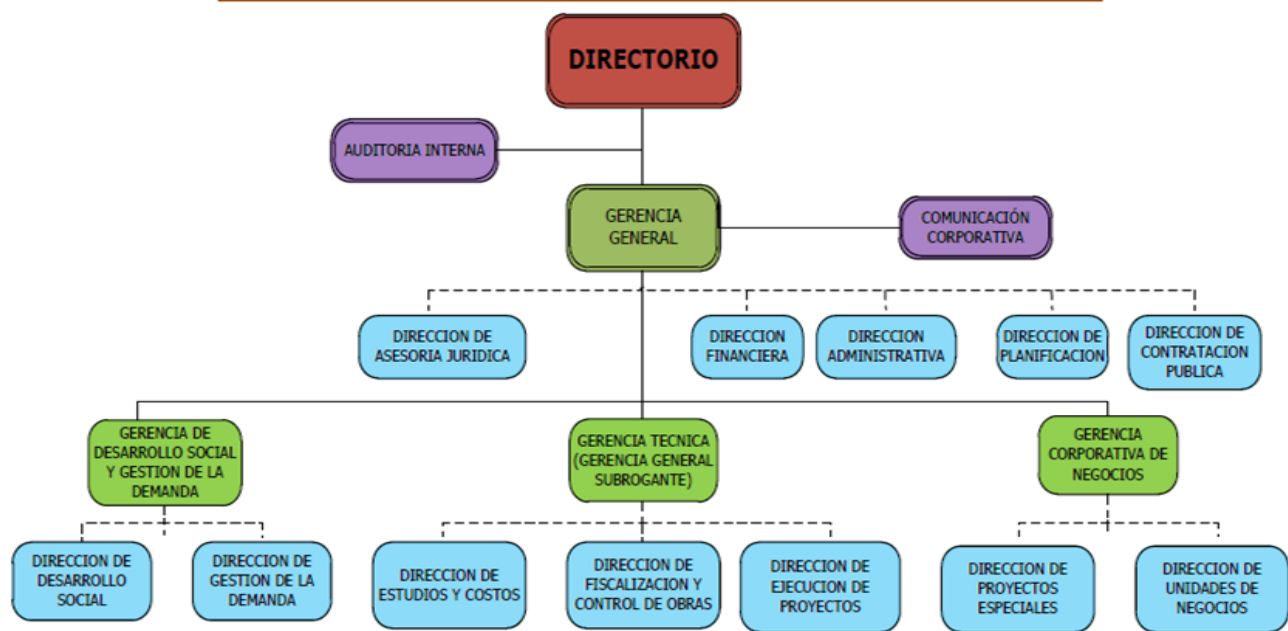 DIRECTORIO
AUDITORIA INTERNA
GERENCIA
GENERAL
COMUNICACIÓN
CORPORATIVA
DIRECCION DE
ASESORIA JURIDICA
DIRECCION
FINANCIERA
DIRECCION
ADMINISTRATIVA
DIRECCION DE
PLANIFICACION
DIRECCION DE
CONTRATACION
PUBLICA
GERENCIA DE
DESARROLLO SOCIAL
Y GESTION DE LA
DEMANDA
GERENCIA TECNICA
(GERENCIA GENERAL
SUBROGANTE)
GERENCIA
CORPORATIVA DE
NEGOCIOS
DIRECCION DE
DESARROLLO
SOCIAL
DIRECCION DE
GESTION DE LA
DEMANDA
DIRECCION DE
ESTUDIOS Y COSTOS
DIRECCION DE
FISCALIZACION Y
CONTROL DE OBRAS
DIRECCION DE
EJECUCION DE
PROYECTOS
DIRECCION DE
PROYECTOS
ESPECIALES
DIRECCION DE
UNIDADES DE
NEGOCIOS